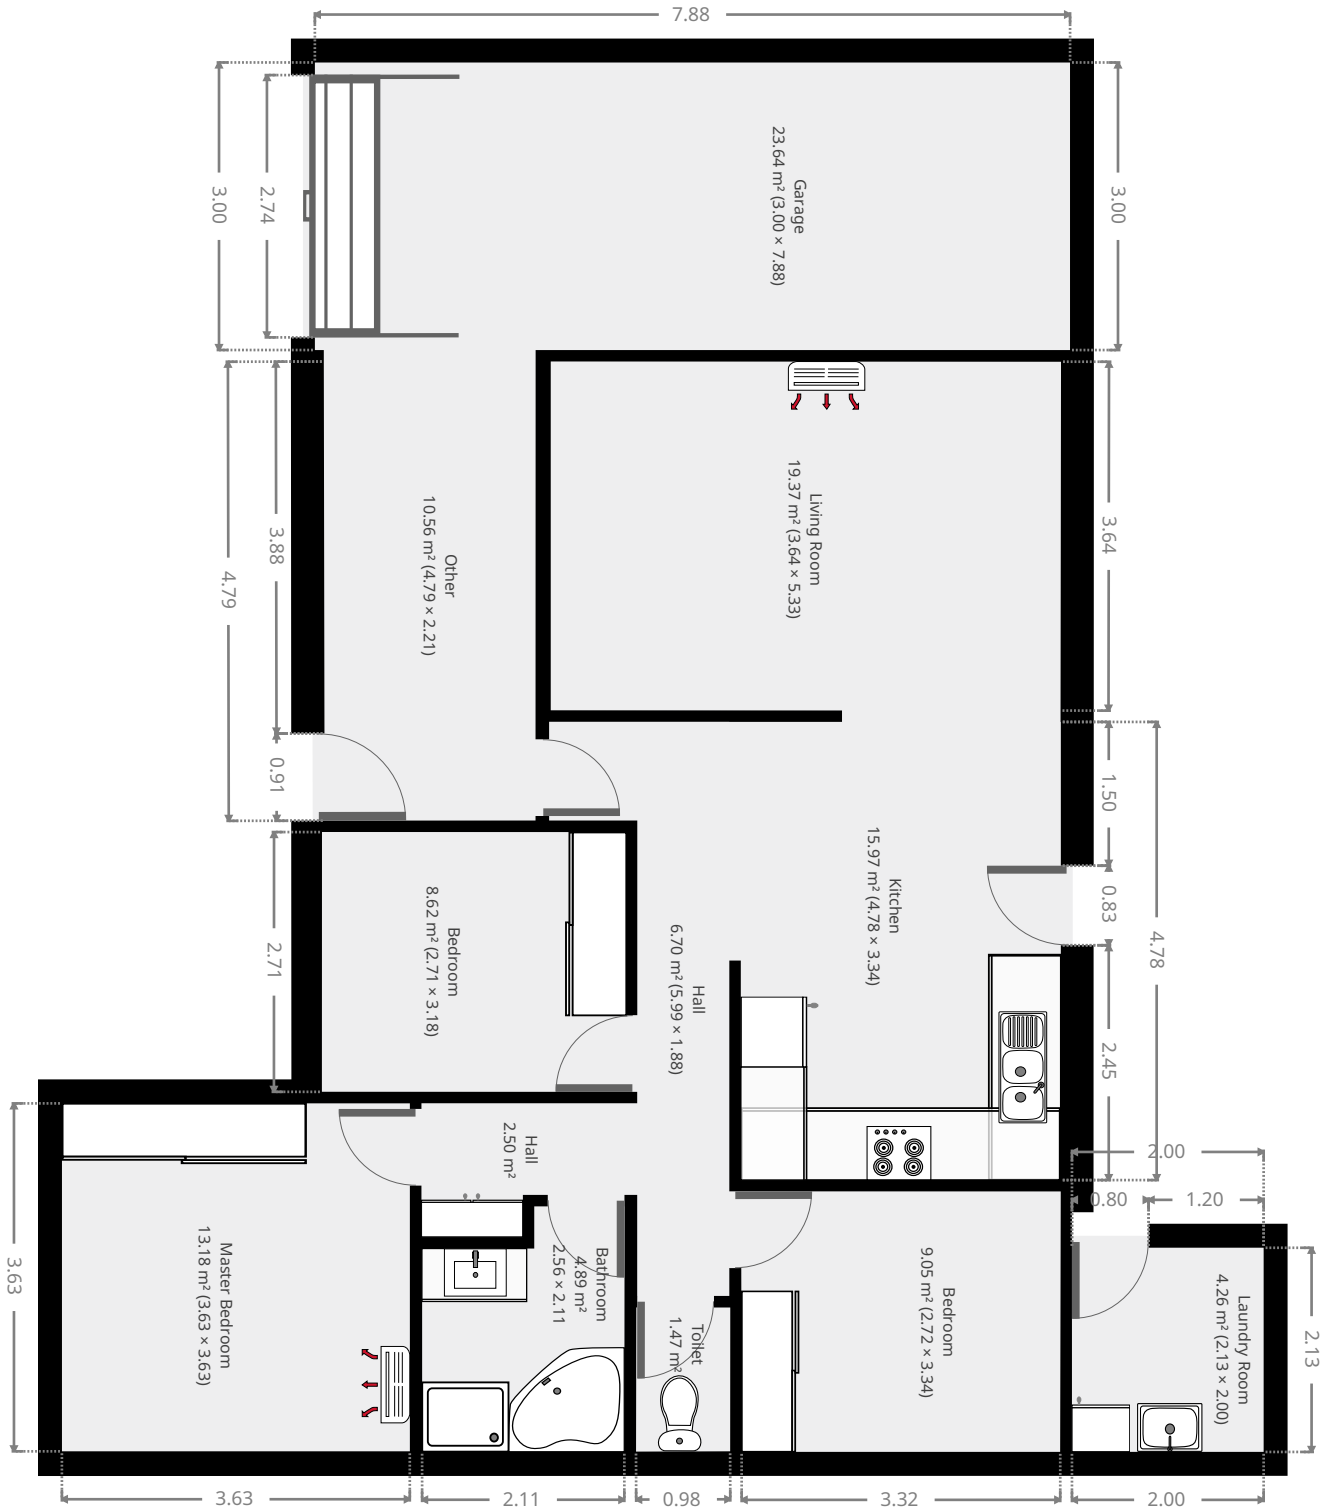 7.88
3.00
2.74
3.00
Garage
23.64 m² (3.00 × 7.88)
4.79
3.88
0.91
3.64
Living Room
19.37 m² (3.64 × 5.33)
Other
10.56 m² (4.79 × 2.21)
1.50
0.83
2.45
4.78
Kitchen
15.97 m² (4.78 × 3.34)
2.71
Bedroom
8.62 m² (2.71 × 3.18)
Hall
6.70 m² (5.99 × 1.88)
Hall
2.50 m²
2.00
0.80
1.20
3.63
Master Bedroom
13.18 m² (3.63 × 3.63)
Bathroom
4.89 m²
2.56 × 2.11
Toilet
1.47 m²
Bedroom
9.05 m² (2.72 × 3.34)
Laundry Room
4.26 m² (2.13 × 2.00)
2.13
3.63
2.11
0.98
3.32
2.00